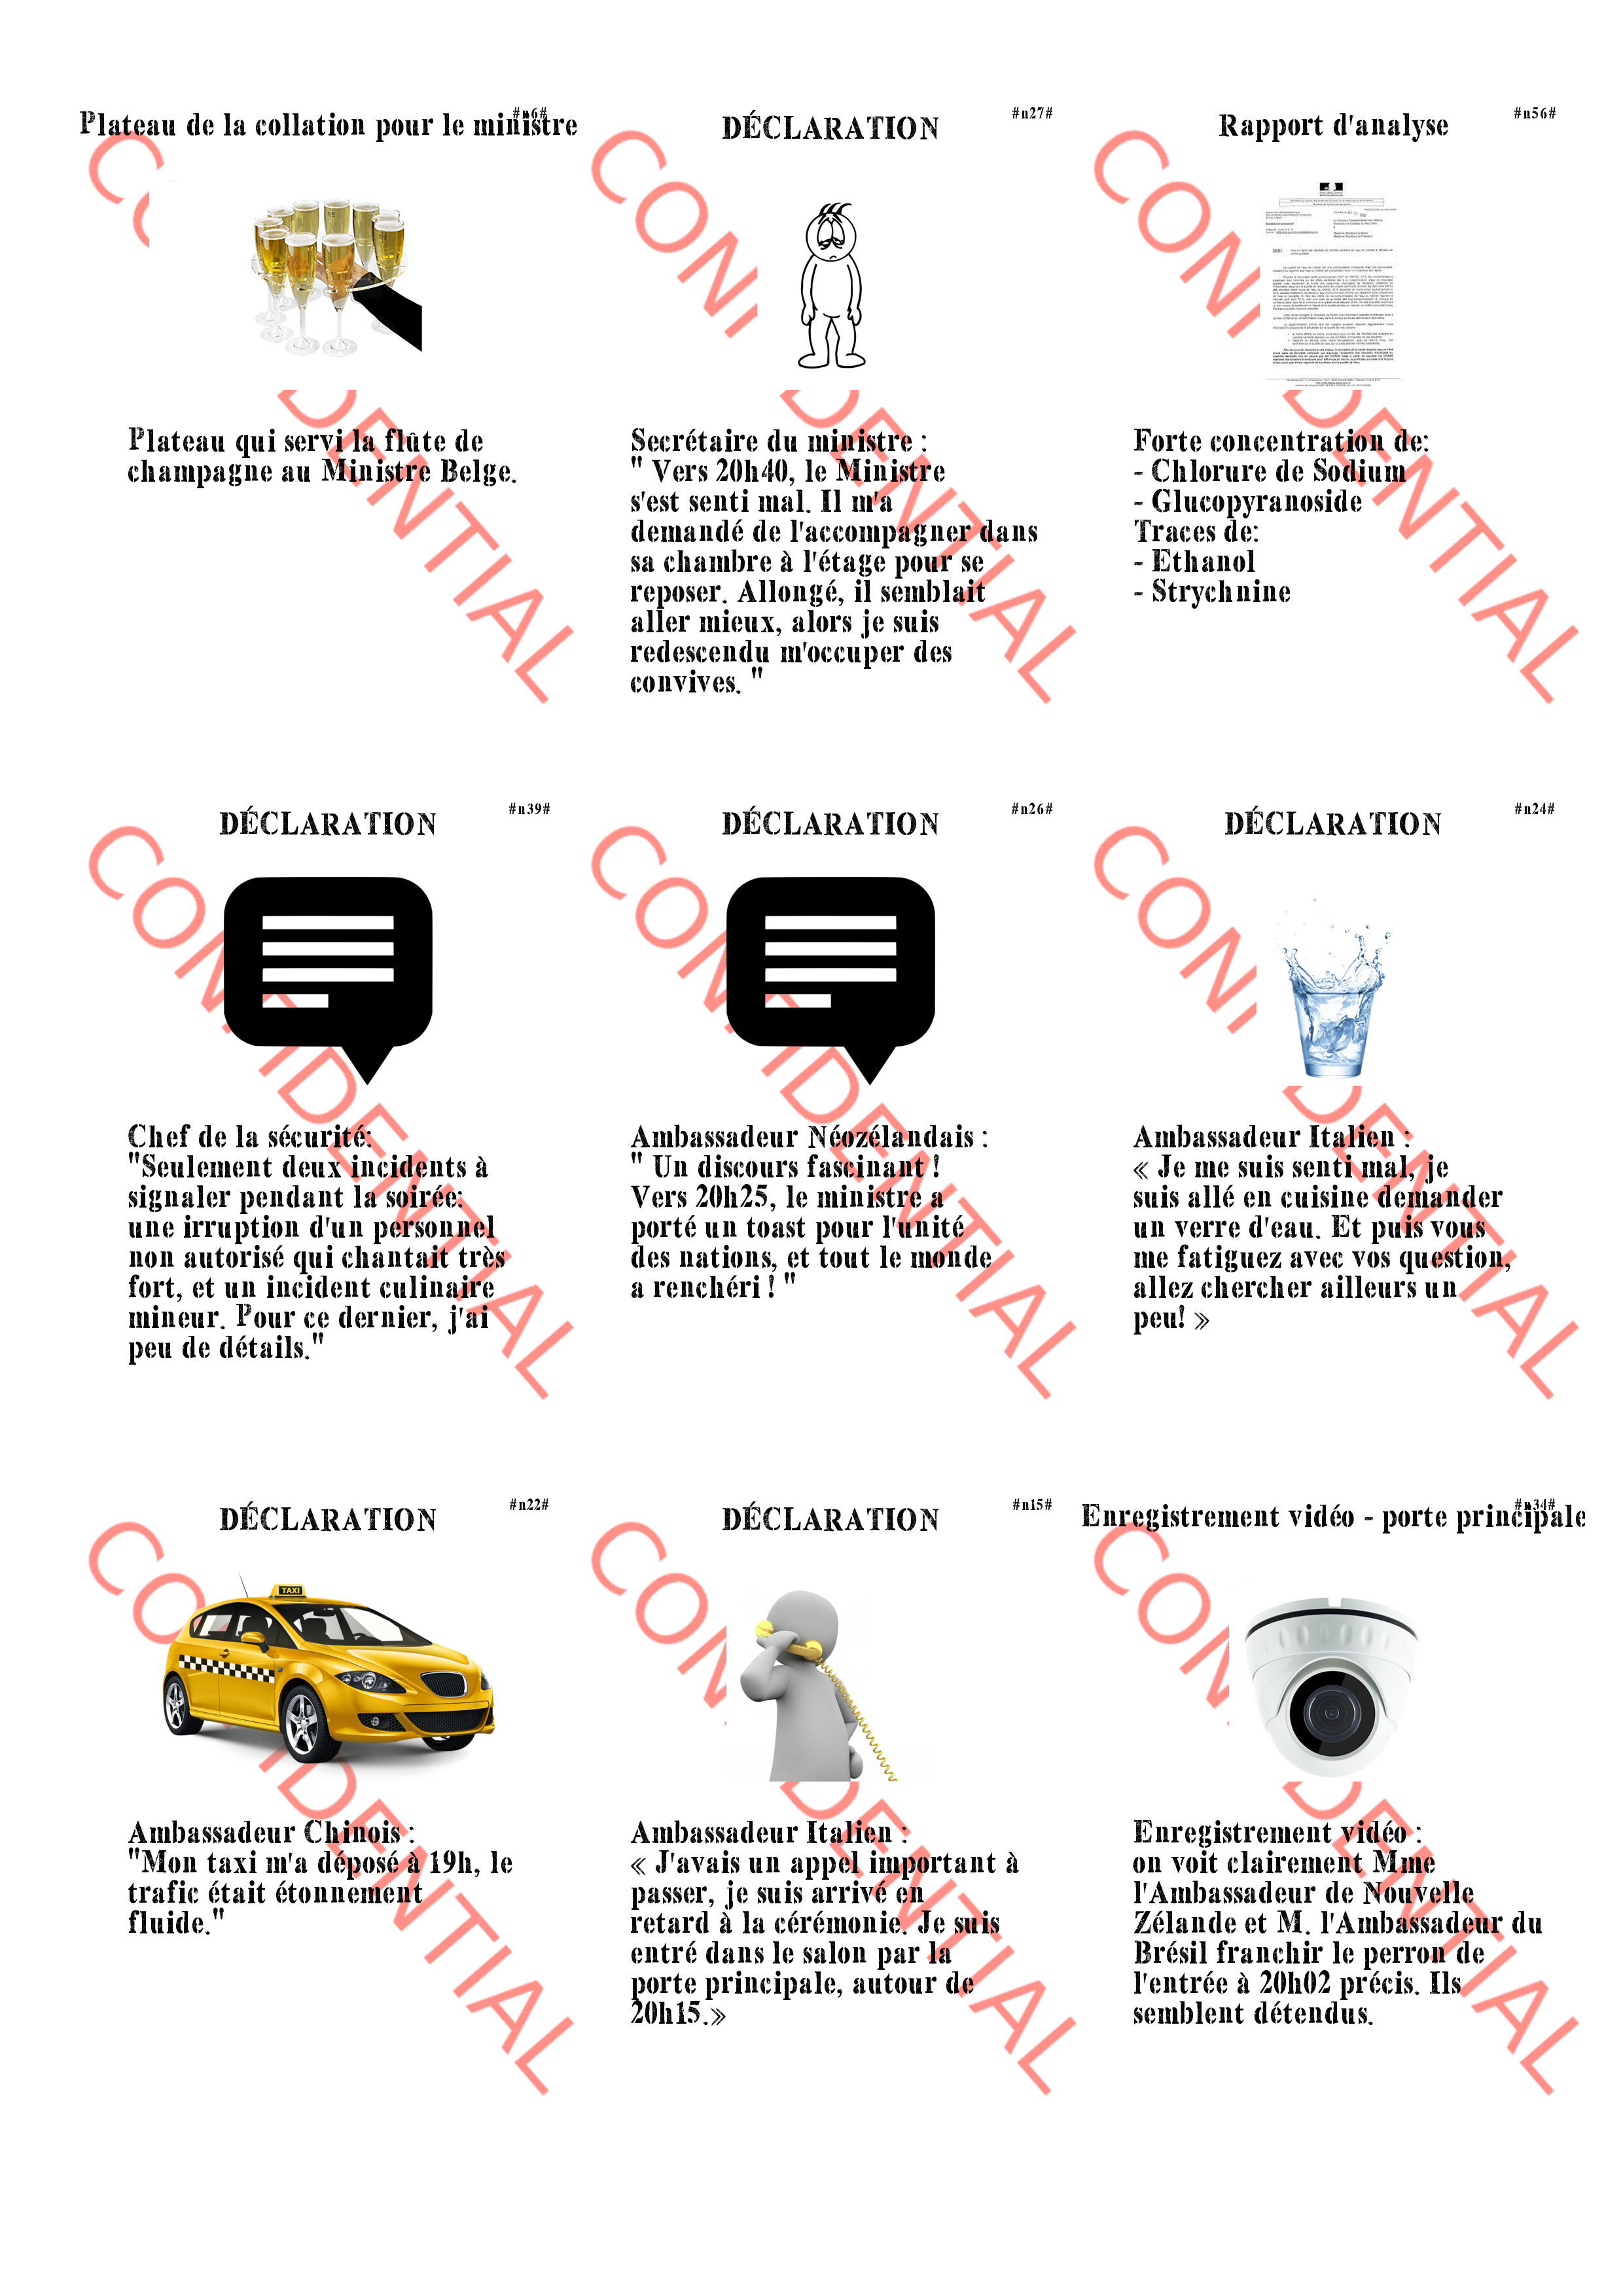 Plateau de la collation pour le ministre
#n6#
CONFIDENTIAL
Plateau qui servi la flûte de
champagne au Ministre Belge.
DÉCLARATION
#n27#
CONFIDENTIAL
Secrétaire du ministre :
" Vers 20h40, le Ministre
s'est senti mal. Il m'a
demandé de l'accompagner dans
sa chambre à l'étage pour se
reposer. Allongé, il semblait
aller mieux, alors je suis
redescendu m'occuper des
convives. "
Rapport d'analyse
#n56#
CONFIDENTIAL
Forte concentration de:
- Chlorure de Sodium
- Glucopyranoside
Traces de:
- Ethanol
- Strychnine
DÉCLARATION
#n39#
CONFIDENTIAL
Chef de la sécurité:
"Seulement deux incidents à
signaler pendant la soirée:
une irruption d'un personnel
non autorisé qui chantait très
fort, et un incident culinaire
mineur. Pour ce dernier, j'ai
peu de détails."
DÉCLARATION
#n26#
CONFIDENTIAL
Ambassadeur Néozélandais :
" Un discours fascinant !
Vers 20h25, le ministre a
porté un toast pour l'unité
des nations, et tout le monde
a renchéri ! "
DÉCLARATION
#n24#
CONFIDENTIAL
Ambassadeur Italien :
« Je me suis senti mal, je
suis allé en cuisine demander
un verre d'eau. Et puis vous
me fatiguez avec vos question,
allez chercher ailleurs un
peu! »
DÉCLARATION
#n22#
CONFIDENTIAL
TAXI
Ambassadeur Chinois :
"Mon taxi m'a déposé à 19h, le
trafic était étonnement
fluide."
DÉCLARATION
#n15#
CONFIDENTIAL
Ambassadeur Italien :
« J'avais un appel important à
passer, je suis arrivé en
retard à la cérémonie. Je suis
entré dans le salon par la
porte principale, autour de
20h15.»
Enregistrement vidéo - porte principale
#n34#
CONFIDENTIAL
Enregistrement vidéo :
on voit clairement Mme
l'Ambassadeur de Nouvelle
Zélande et M. l'Ambassadeur du
Brésil franchir le perron de
l'entrée à 20h02 précis. Ils
semblent détendus.